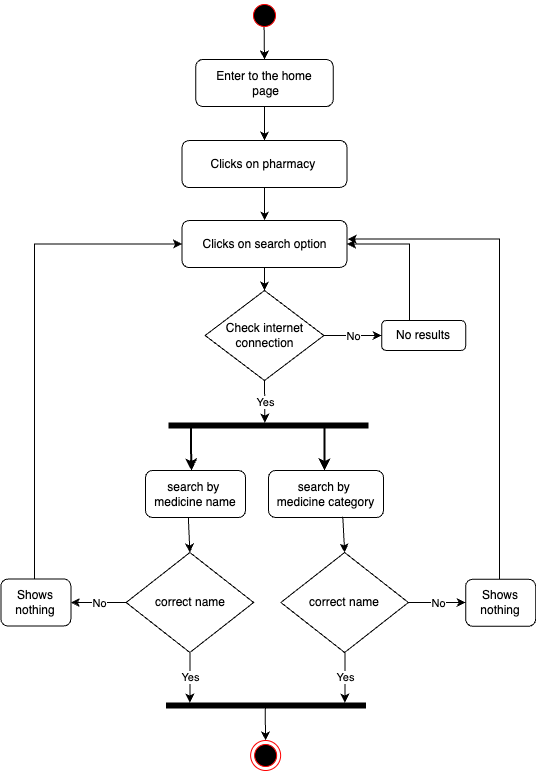 Enter to the home
page
Clicks on pharmacy
Clicks on search option
Check internet
connection
No
No results
Yes
search by
medicine name
search by
medicine category
Shows
nothing
No
correct name
correct name
No
Shows
nothing
Yes
Yes